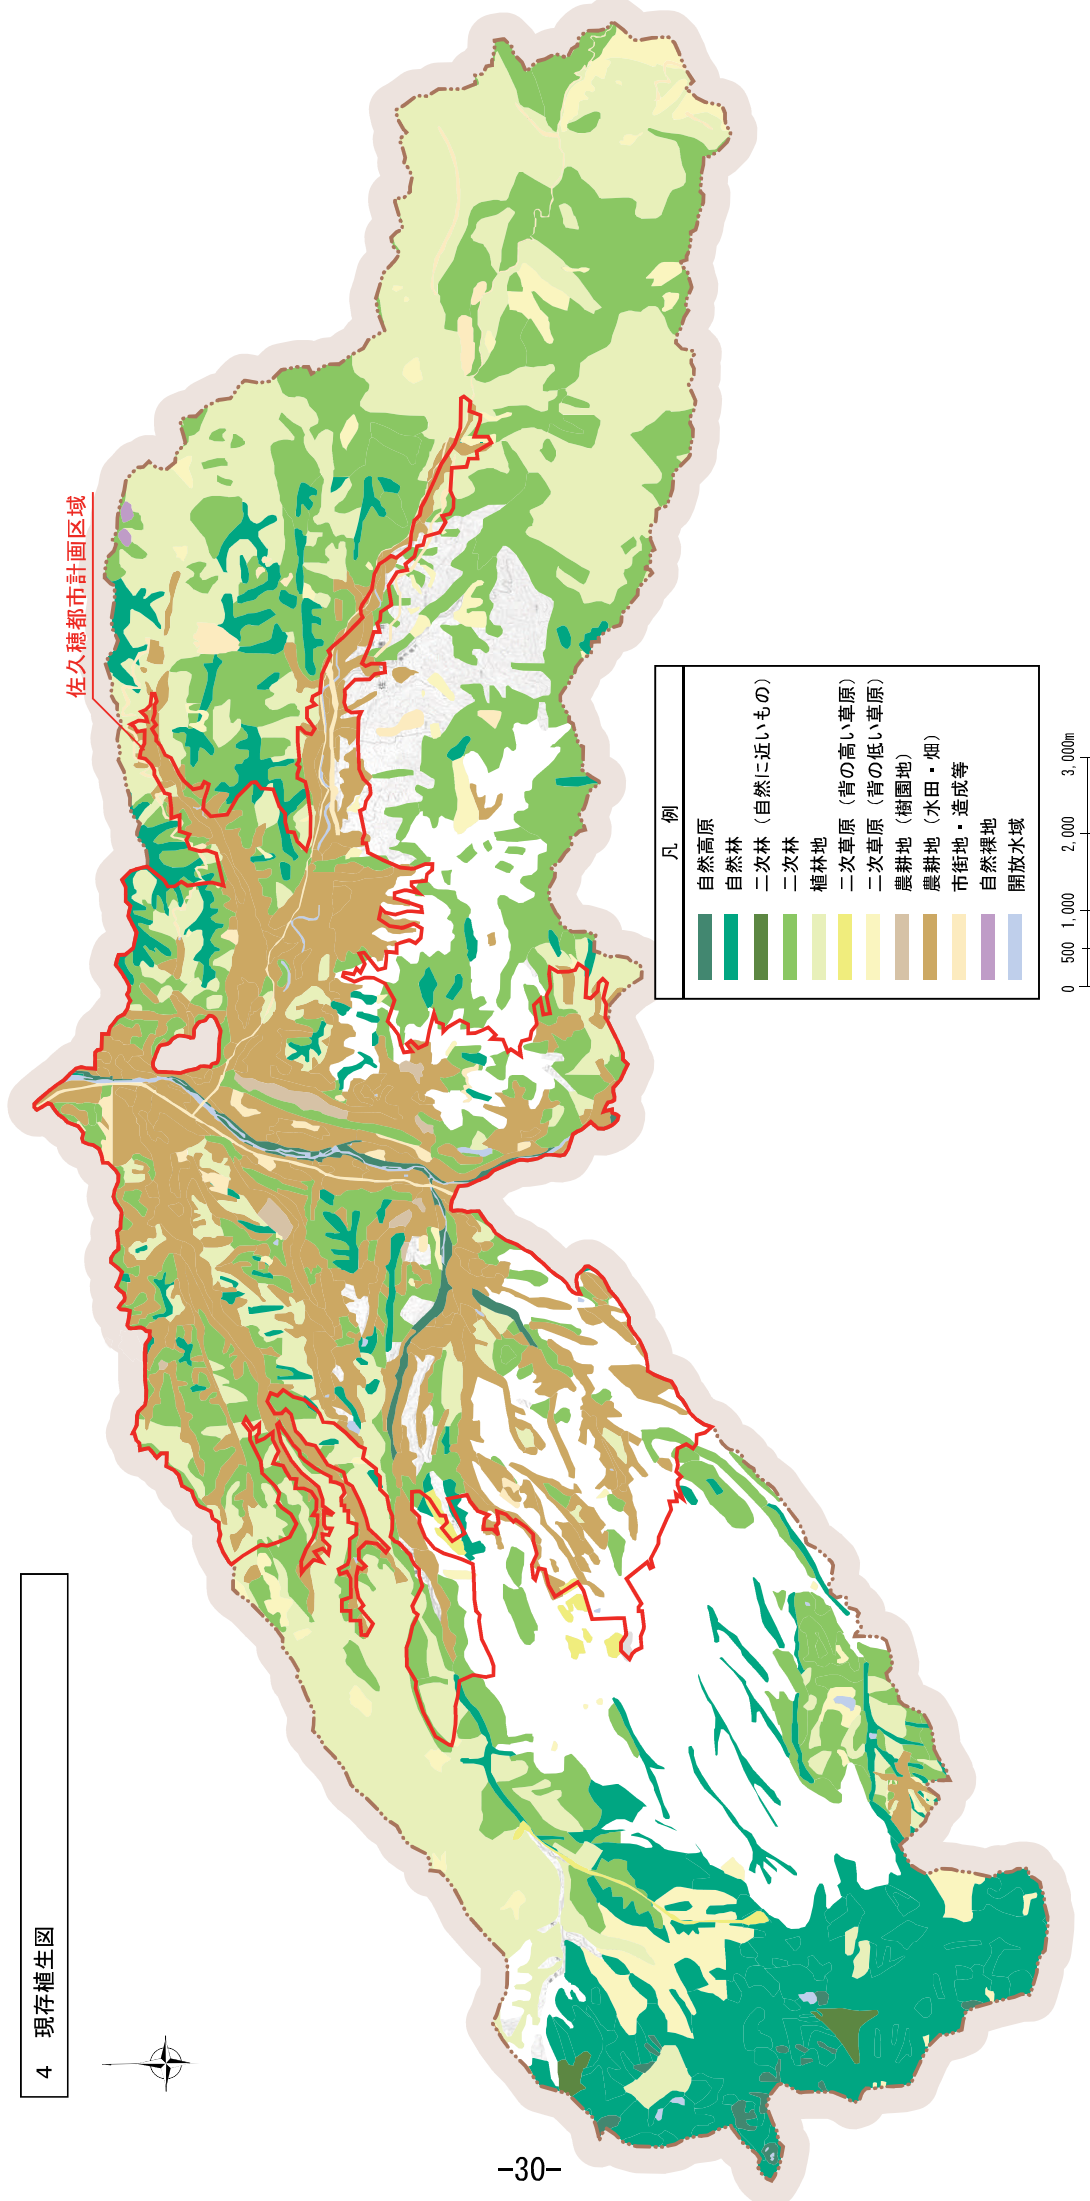 4　現存植生図
佐久穂都市計画区域
凡　例
自然高原
自然林
二次林（自然に近いもの）
二次林
植林地
二次草原（背の高い草原）
二次草原（背の低い草原）
農耕地（樹園地）
農耕地（水田・畑）
市街地・造成等
自然裸地
開放水域
0　500　1,000　2,000　3,000m
-30-